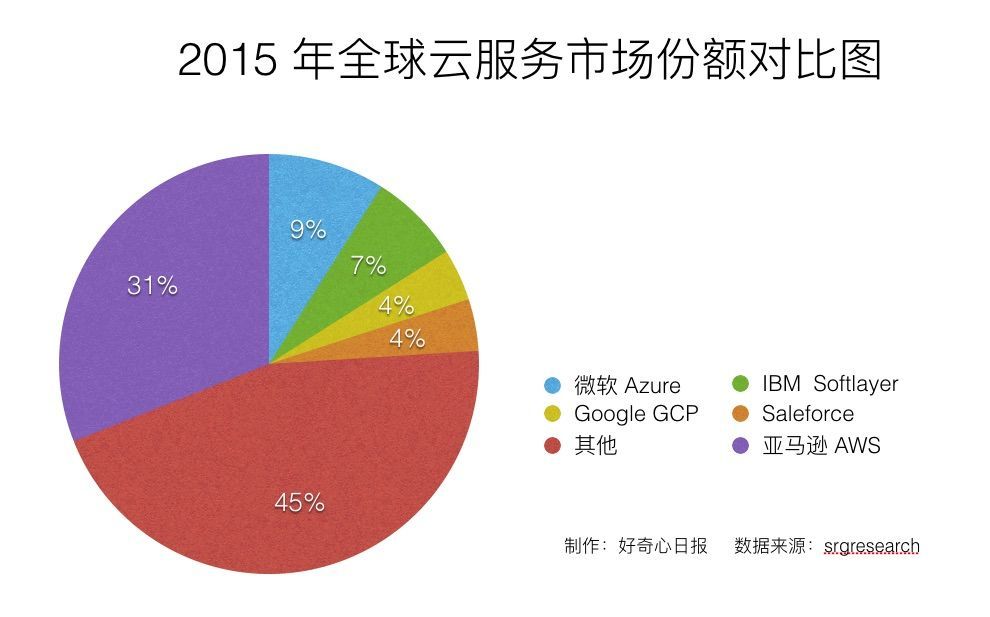 2015 年全球云服务市场份额对比图
9%
7%
31%
4%
4%
45%
微软 Azure
IBM  Softlayer
Google GCP
Saleforce
其他
亚马逊 AWS
制作：好奇心日报 数据来源：srgresearch